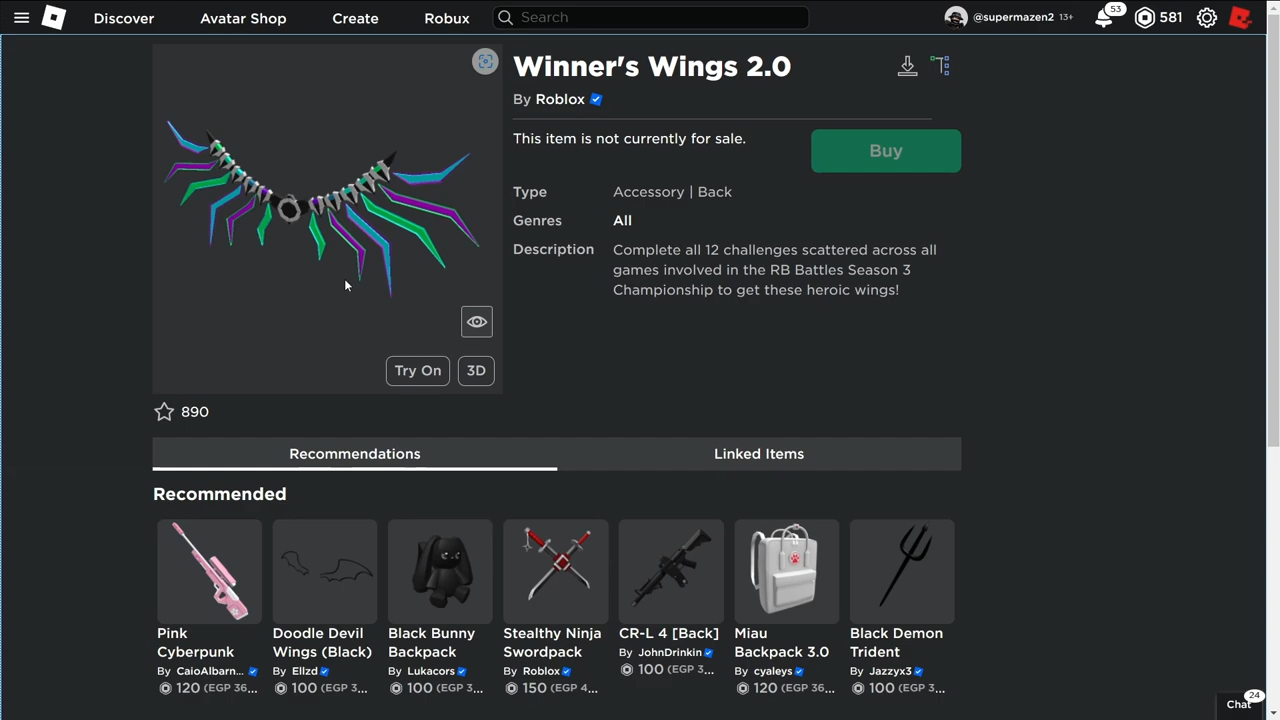 Discover
Avatar Shop
Create
Robux
Search
@supermazen2 13+
53
581
Winner's Wings 2.0
By Roblox
This item is not currently for sale.
Buy
Type
Accessory | Back
Genres
All
Description
Complete all 12 challenges scattered across all
games involved in the RB Battles Season 3
Championship to get these heroic wings!
Try On
3D
890
Recommendations
Linked Items
Recommended
Pink
Cyberpunk
By CaioAlbarn...
120 (EGP 36...
Doodle Devil
Wings (Black)
By Ellzd
100 (EGP 3...
Black Bunny
Backpack
By Lukacors
100 (EGP 3...
Stealthy Ninja
Swordpack
By Roblox
150 (EGP 4...
CR-L 4 [Back]
By JohnDrinkin
100 (EGP 3...
Miau
Backpack 3.0
By cyaleys
120 (EGP 36...
Black Demon
Trident
By Jazzyx3
100 (EGP 3...
Chat
24